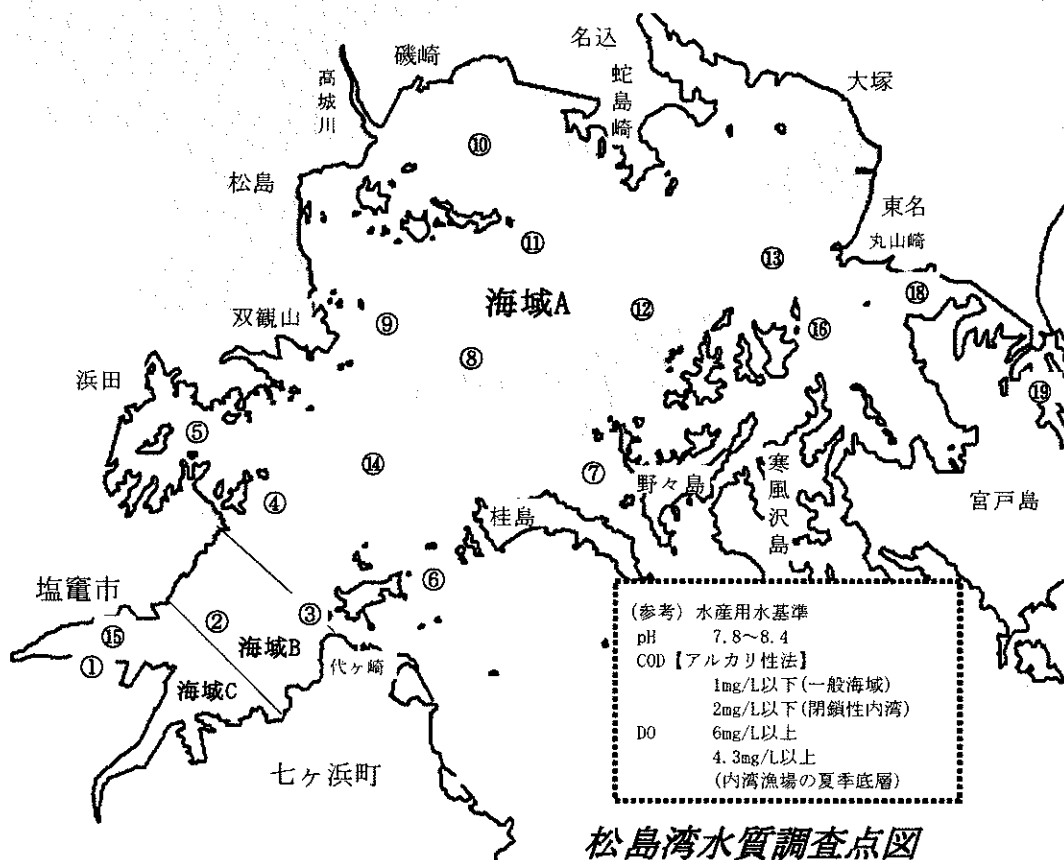 名込
磯崎
蛇島崎
大塚
高城川
⑩
松島
東名
丸山崎
⑪
⑬
⑱
海域A
双観山
⑨
⑫
⑯
⑧
浜田
⑲
⑤
⑭
⑦
野々島
寒風沢島
宮戸島
④
桂島
⑥
塩竈市
②
③
⑮
海域B
①
代ヶ崎
海域C
七ヶ浜町
(参考) 水産用水基準
pH 7.8～8.4
COD【アルカリ性法】
1mg/L以下(一般海域)
2mg/L以下(閉鎖性内湾)
DO 6mg/L以上
4.3mg/L以上
(内湾漁場の夏季底層)
松島湾水質調査点図